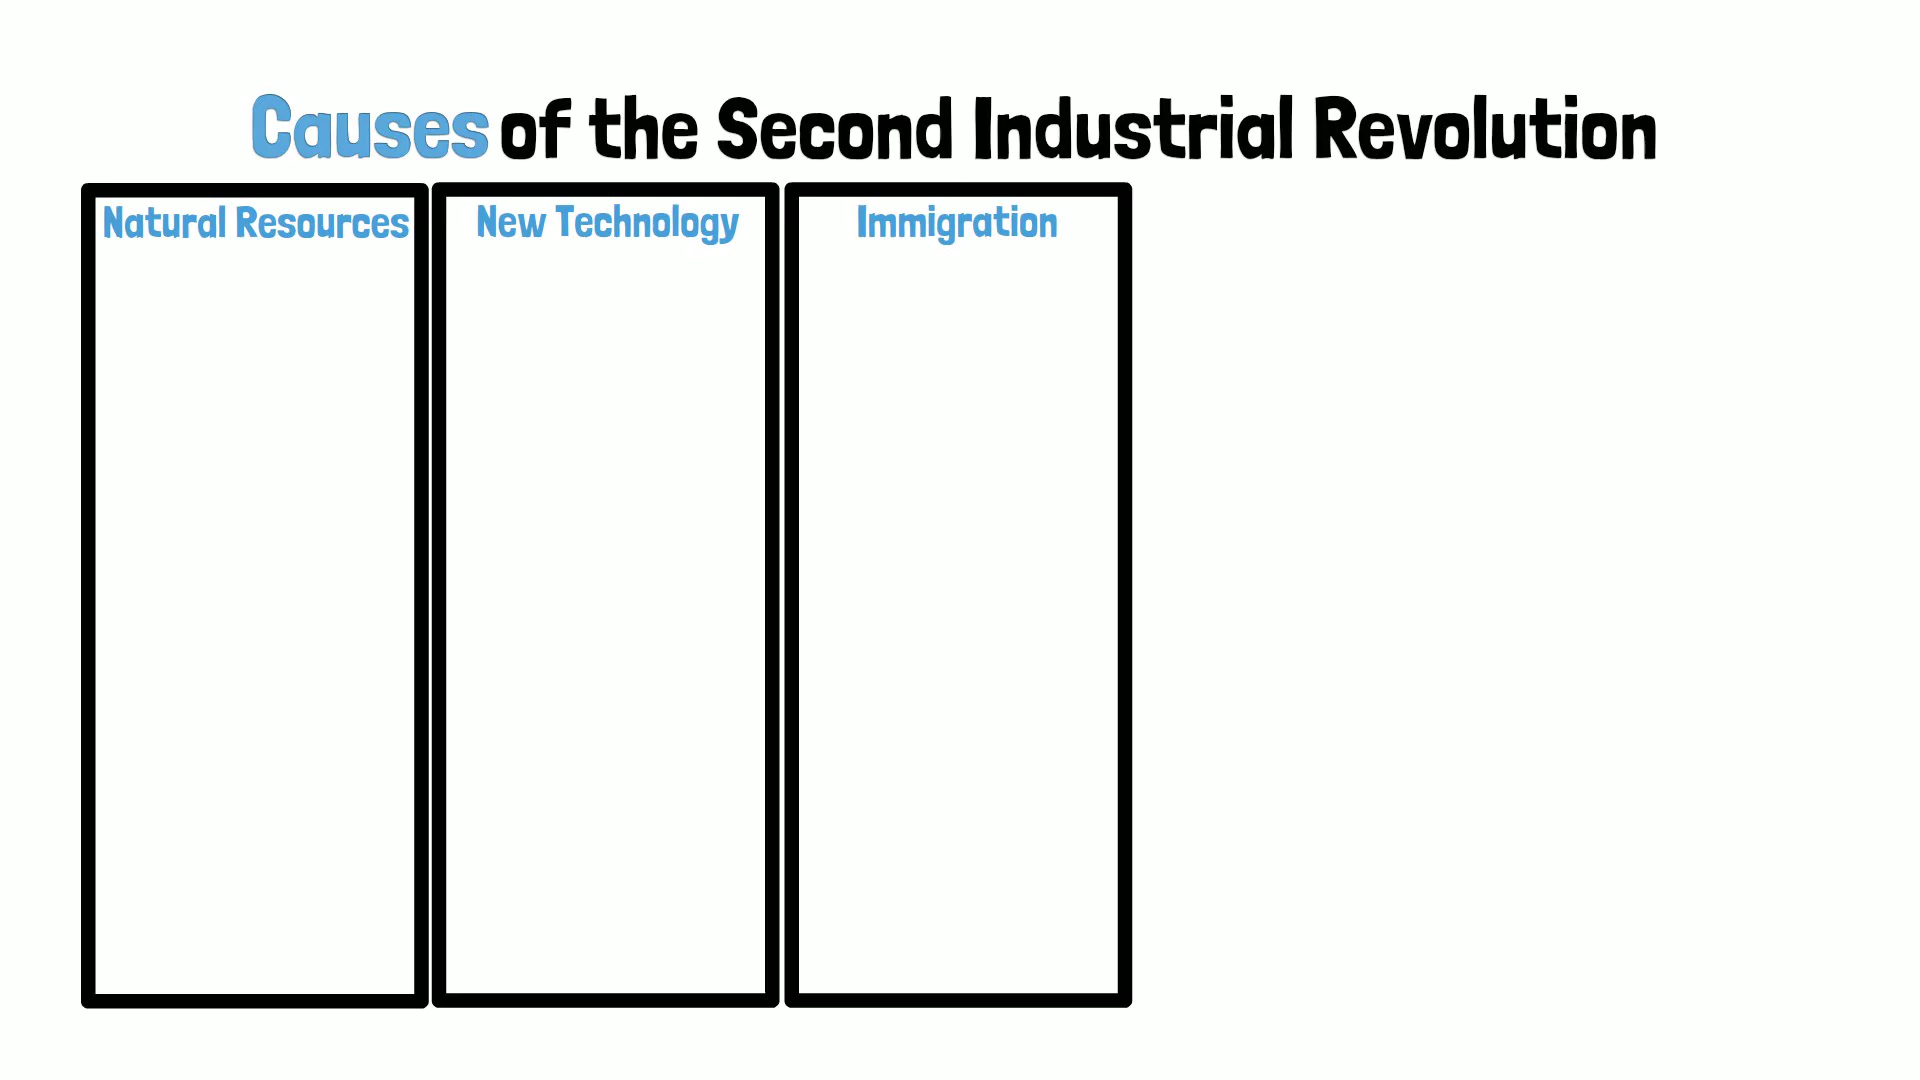 Causes of the Second Industrial Revolution
Natural Resources
New Technology
Immigration